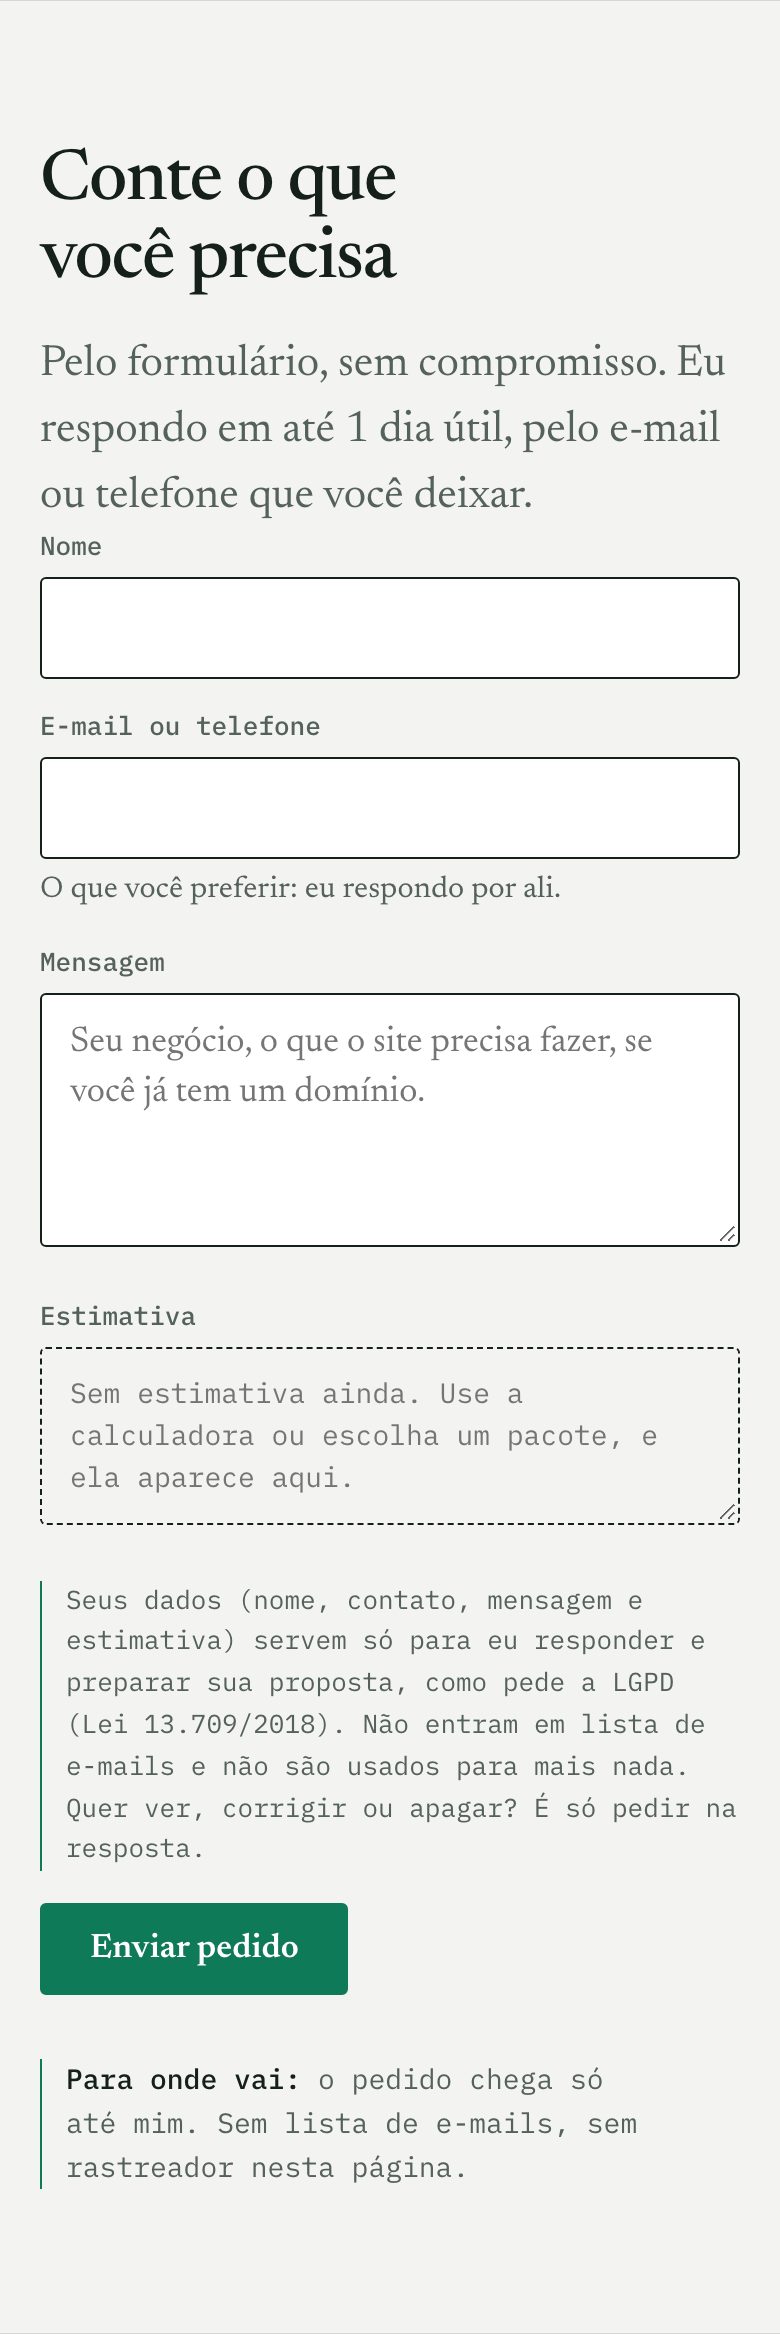 Conte o que
você precisa
Pelo formulário, sem compromisso. Eu
respondo em até 1 dia útil, pelo e-mail
ou telefone que você deixar.
Nome
E-mail ou telefone
O que você preferir: eu respondo por ali.
Mensagem
Seu negócio, o que o site precisa fazer, se
você já tem um domínio.
Estimativa
Sem estimativa ainda. Use a
calculadora ou escolha um pacote, e
ela aparece aqui.
Seus dados (nome, contato, mensagem e
estimativa) servem só para eu responder e
preparar sua proposta, como pede a LGPD
(Lei 13.709/2018). Não entram em lista de
e-mails e não são usados para mais nada.
Quer ver, corrigir ou apagar? É só pedir na
resposta.
Enviar pedido
Para onde vai: o pedido chega só
até mim. Sem lista de e-mails, sem
rastreador nesta página.